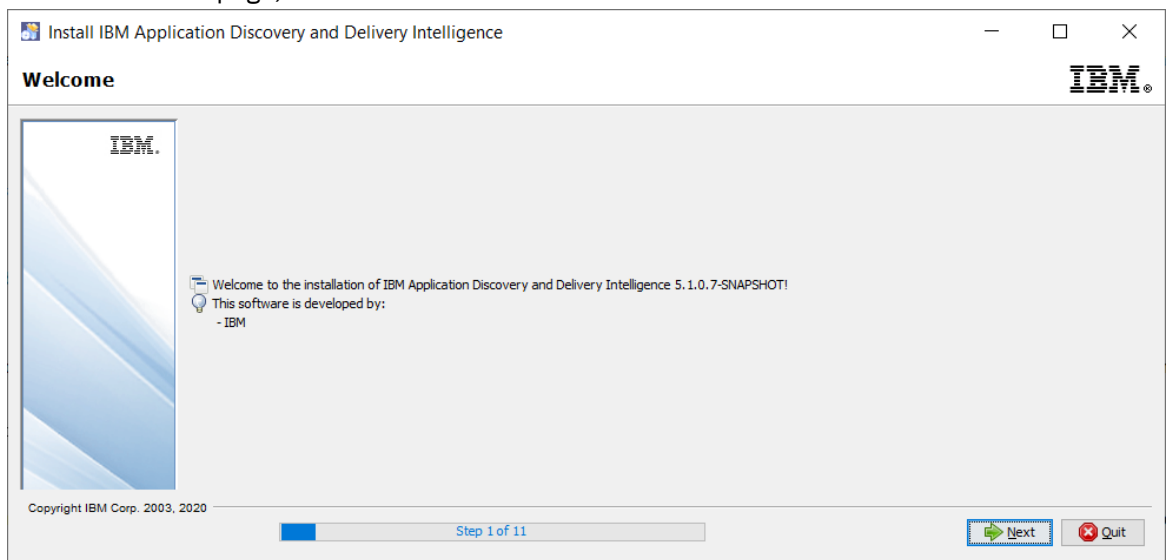 Install IBM Application Discovery and Delivery Intelligence
Welcome
IBM®
IBM.
Welcome to the installation of IBM Application Discovery and Delivery Intelligence 5.1.0.7-SNAPSHOT!
This software is developed by:
- IBM
Copyright IBM Corp. 2003, 2020
Step 1 of 11
Next
Quit